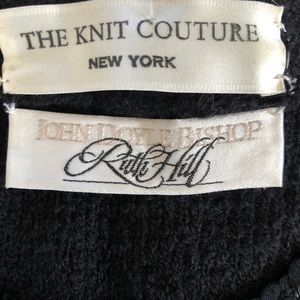 THE KNIT COUTURE
NEW YORK
JOHN DOYLE BISHOP
Ruth Hill